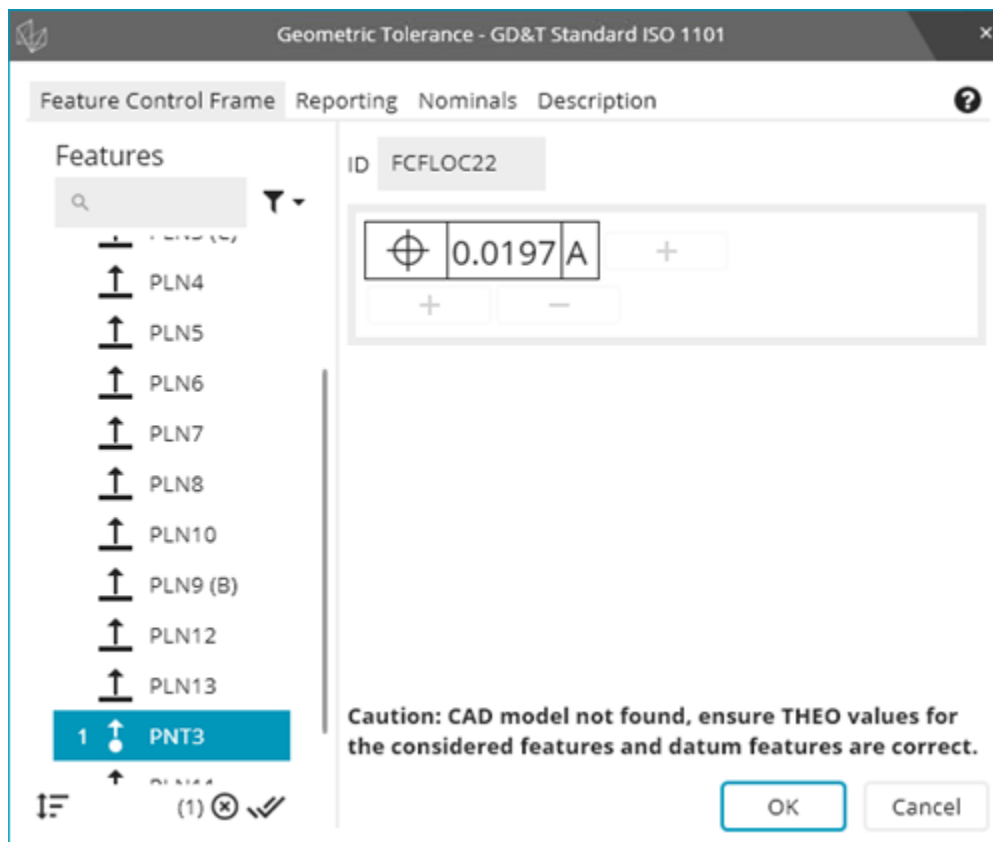 Geometric Tolerance - GD&T Standard ISO 1101
Feature Control Frame Reporting Nominals Description
Features
ID FCFLOC22
0.0197 A
PLN4
PLN5
PLN6
PLN7
PLN8
PLN10
PLN9 (B)
PLN12
PLN13
1 PNT3
Caution: CAD model not found, ensure THEO values for
the considered features and datum features are correct.
(1)
OK Cancel